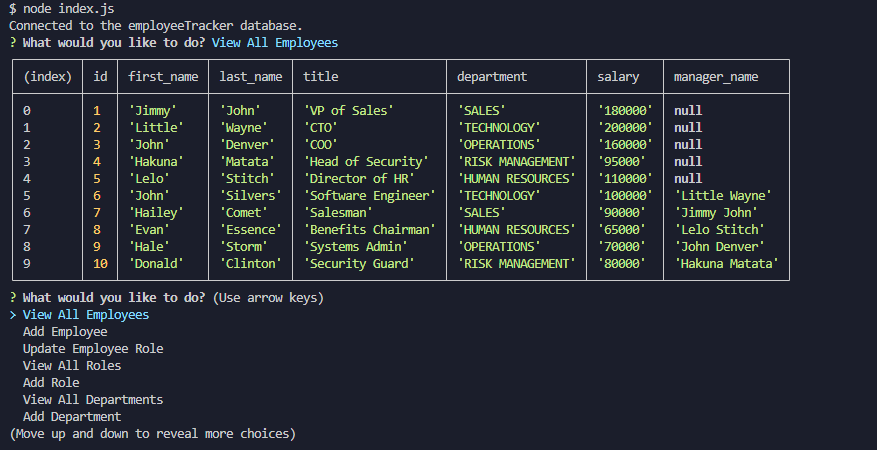 $ node index.js
Connected to the employeeTracker database.
? What would you like to do? View All Employees
(index) id first_name last_name title department salary manager_name
0 1 'Jimmy' 'John' 'VP of Sales' 'SALES' '180000' null
1 2 'Little' 'Wayne' 'CTO' 'TECHNOLOGY' '200000' null
2 3 'John' 'Denver' 'COO' 'OPERATIONS' '160000' null
3 4 'Hakuna' 'Matata' 'Head of Security' 'RISK MANAGEMENT' '95000' null
4 5 'Lelo' 'Stitch' 'Director of HR' 'HUMAN RESOURCES' '110000' null
5 6 'John' 'Silvers' 'Software Engineer' 'TECHNOLOGY' '100000' 'Little Wayne'
6 7 'Hailey' 'Comet' 'Salesman' 'SALES' '90000' 'Jimmy John'
7 8 'Evan' 'Essence' 'Benefits Chairman' 'HUMAN RESOURCES' '65000' 'Lelo Stitch'
8 9 'Hale' 'Storm' 'Systems Admin' 'OPERATIONS' '70000' 'John Denver'
9 10 'Donald' 'Clinton' 'Security Guard' 'RISK MANAGEMENT' '80000' 'Hakuna Matata'
? What would you like to do? (Use arrow keys)
> View All Employees
Add Employee
Update Employee Role
View All Roles
Add Role
View All Departments
Add Department
(Move up and down to reveal more choices)